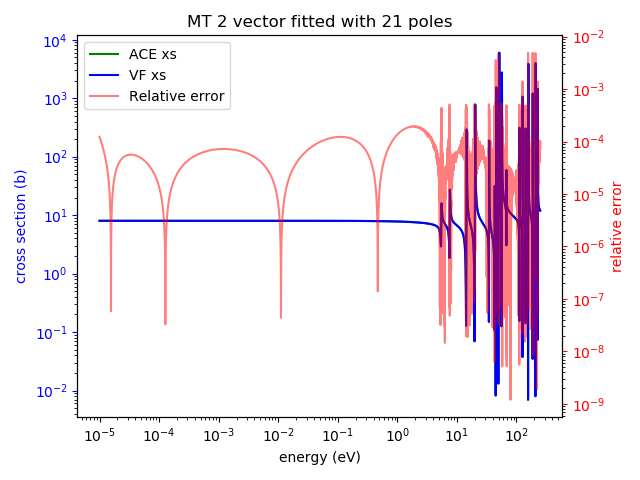 MT 2 vector fitted with 21 poles
ACE xs
VF xs
Relative error
cross section (b)
10^4
10^3
10^2
10^1
10^0
10^-1
10^-2
relative error
10^-2
10^-3
10^-4
10^-5
10^-6
10^-7
10^-8
10^-9
10^-5 10^-4 10^-3 10^-2 10^-1 10^0 10^1 10^2
energy (eV)